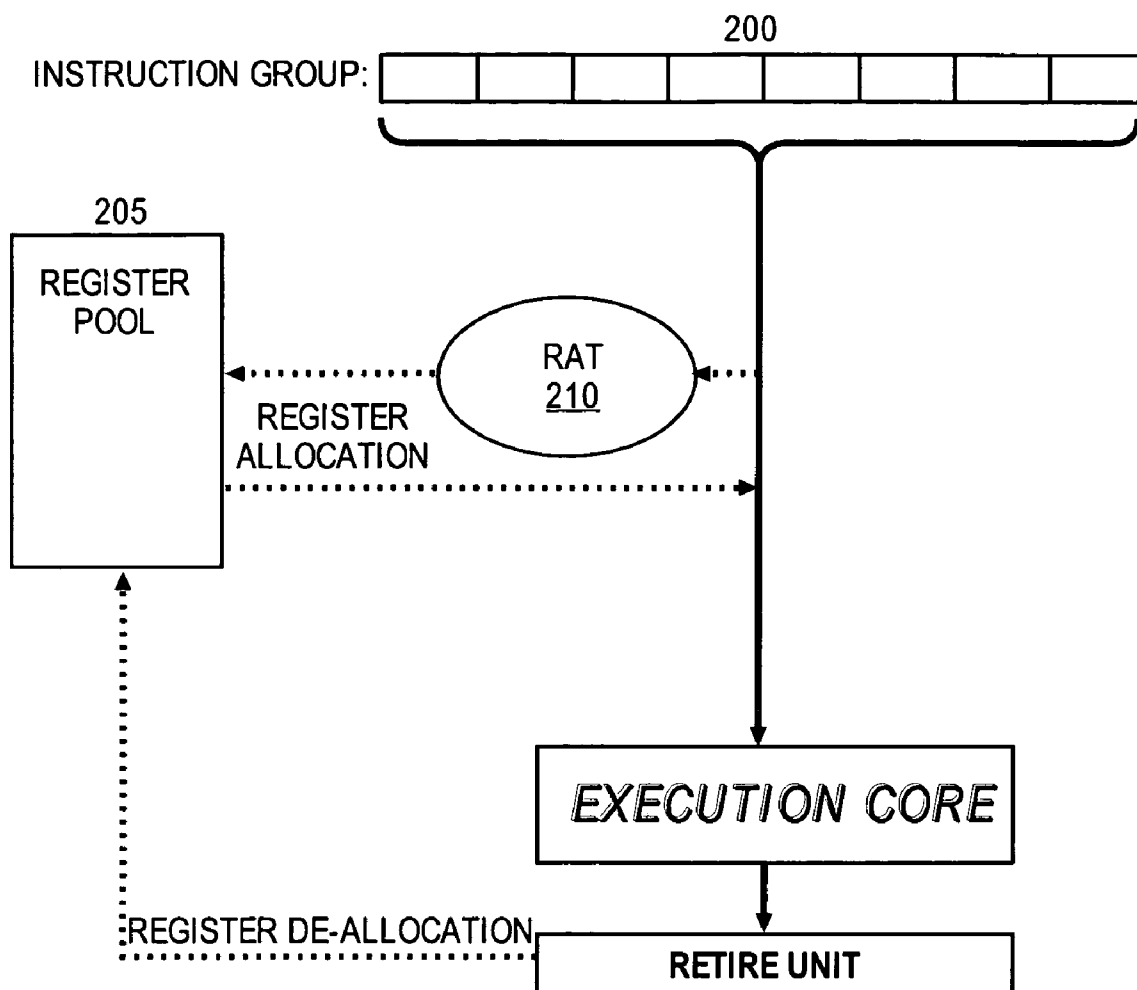 200
INSTRUCTION GROUP:
205
REGISTER
POOL
RAT
210
REGISTER
ALLOCATION
EXECUTION CORE
REGISTER DE-ALLOCATION
RETIRE UNIT